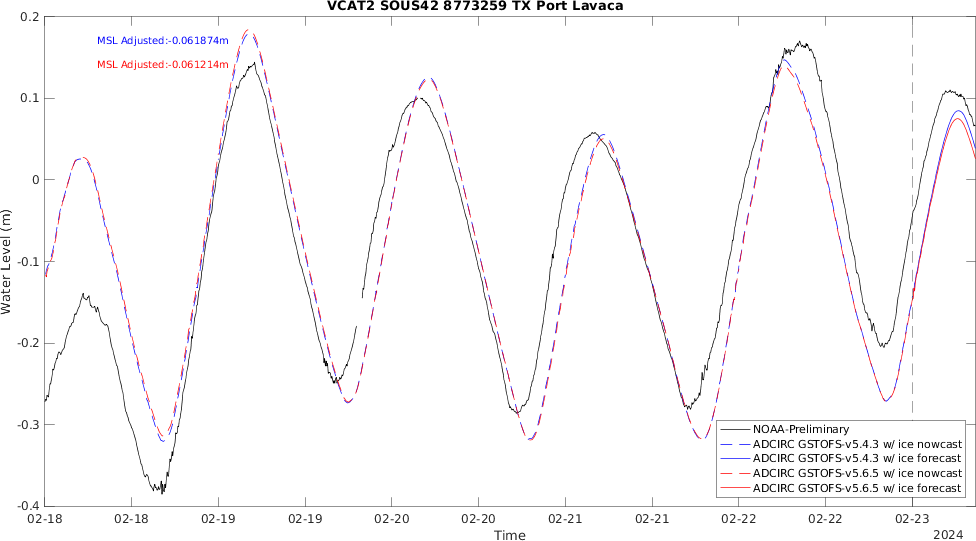 VCAT2 SOUS42 8773259 TX Port Lavaca
MSL Adjusted:-0.061874m
MSL Adjusted:-0.061214m
0.2
0.1
0
-0.1
-0.2
-0.3
-0.4
Water Level (m)
NOAA-Preliminary
ADCIRC GSTOFS-v5.4.3 w/ ice nowcast
ADCIRC GSTOFS-v5.4.3 w/ ice forecast
ADCIRC GSTOFS-v5.6.5 w/ ice nowcast
ADCIRC GSTOFS-v5.6.5 w/ ice forecast
02-18 02-18 02-19 02-19 02-20 02-20 02-21 02-21 02-22 02-22 02-23
Time
2024